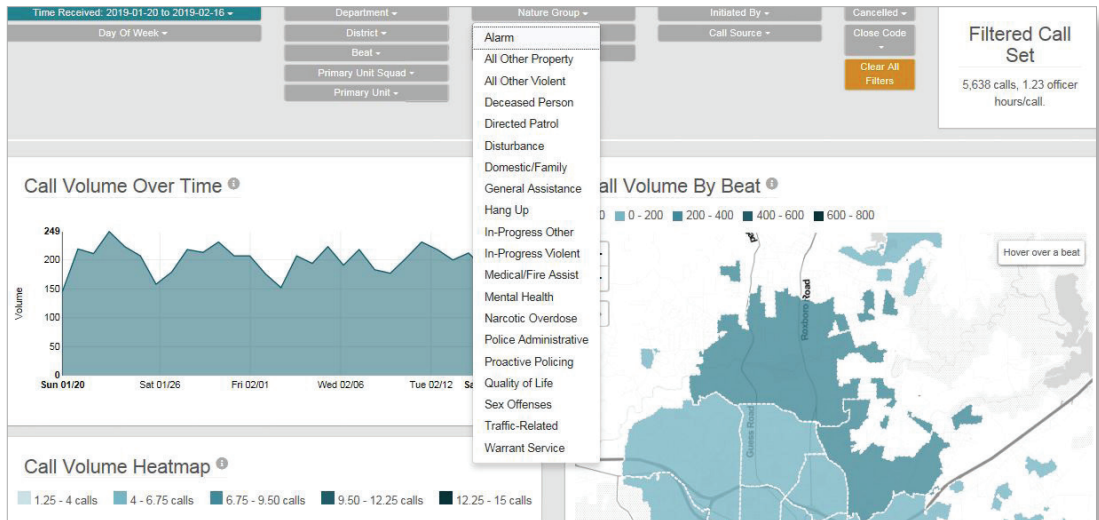 Time Received: 2019-01-20 to 2019-02-16
Department
Nature Group
Initiated By
Cancelled
Day Of Week
District
Call Source
Close Code
Beat
Primary Unit Squad
Primary Unit
Clear All
Filters
Filtered Call
Set
5,638 calls, 1.23 officer
hours/call.
Alarm
All Other Property
All Other Violent
Deceased Person
Directed Patrol
Disturbance
Domestic/Family
General Assistance
Hang Up
In-Progress Other
In-Progress Violent
Medical/Fire Assist
Mental Health
Narcotic Overdose
Police Administrative
Proactive Policing
Quality of Life
Sex Offenses
Traffic-Related
Warrant Service
Call Volume Over Time
249
200
150
100
50
0
Volume
Sun 01/20
Sat 01/26
Fri 02/01
Wed 02/06
Tue 02/12
Sa
all Volume By Beat
0
0 - 200
200 - 400
400 - 600
600 - 800
Hover over a beat
Roxboro Road
Guess Road
Call Volume Heatmap
1.25 - 4 calls
4 - 6.75 calls
6.75 - 9.50 calls
9.50 - 12.25 calls
12.25 - 15 calls